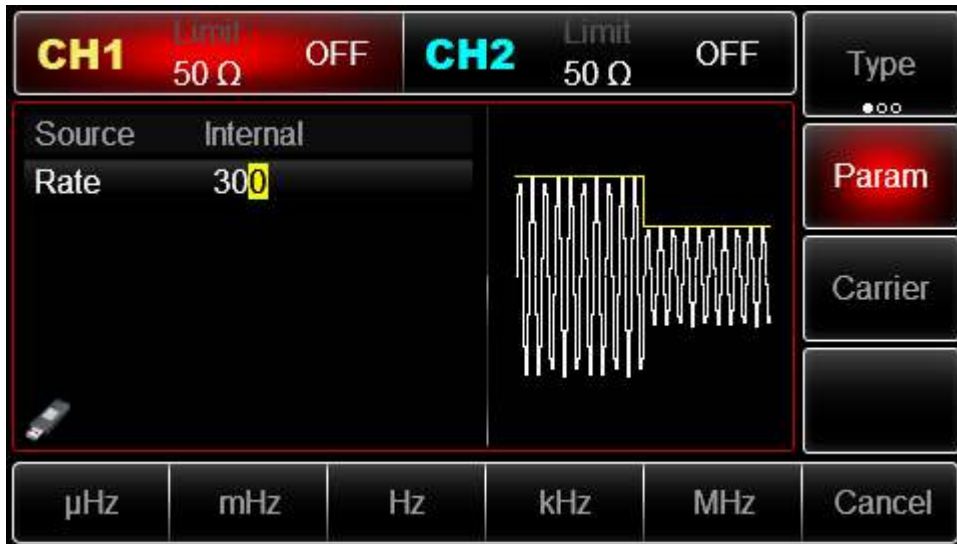 CH1 Limit 50 Ω OFF
CH2 Limit 50 Ω OFF
Type
Source Internal
Rate 300
Param
Carrier
µHz mHz Hz kHz MHz Cancel